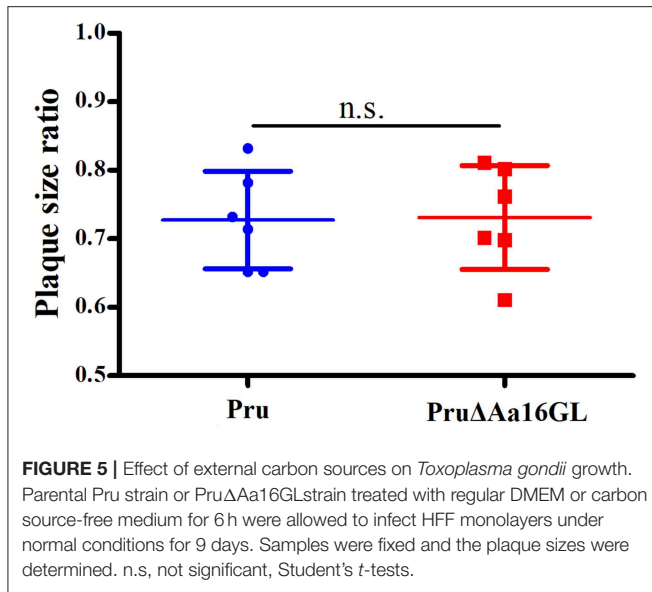 1.0
n.s.
0.9
0.8
0.7
0.6
0.5
Plaque size ratio
Pru PruΔAa16GL
FIGURE 5 | Effect of external carbon sources on Toxoplasma gondii growth.
Parental Pru strain or PruΔAa16GLstrain treated with regular DMEM or carbon
source-free medium for 6 h were allowed to infect HFF monolayers under
normal conditions for 9 days. Samples were fixed and the plaque sizes were
determined. n.s, not significant, Student's t-tests.